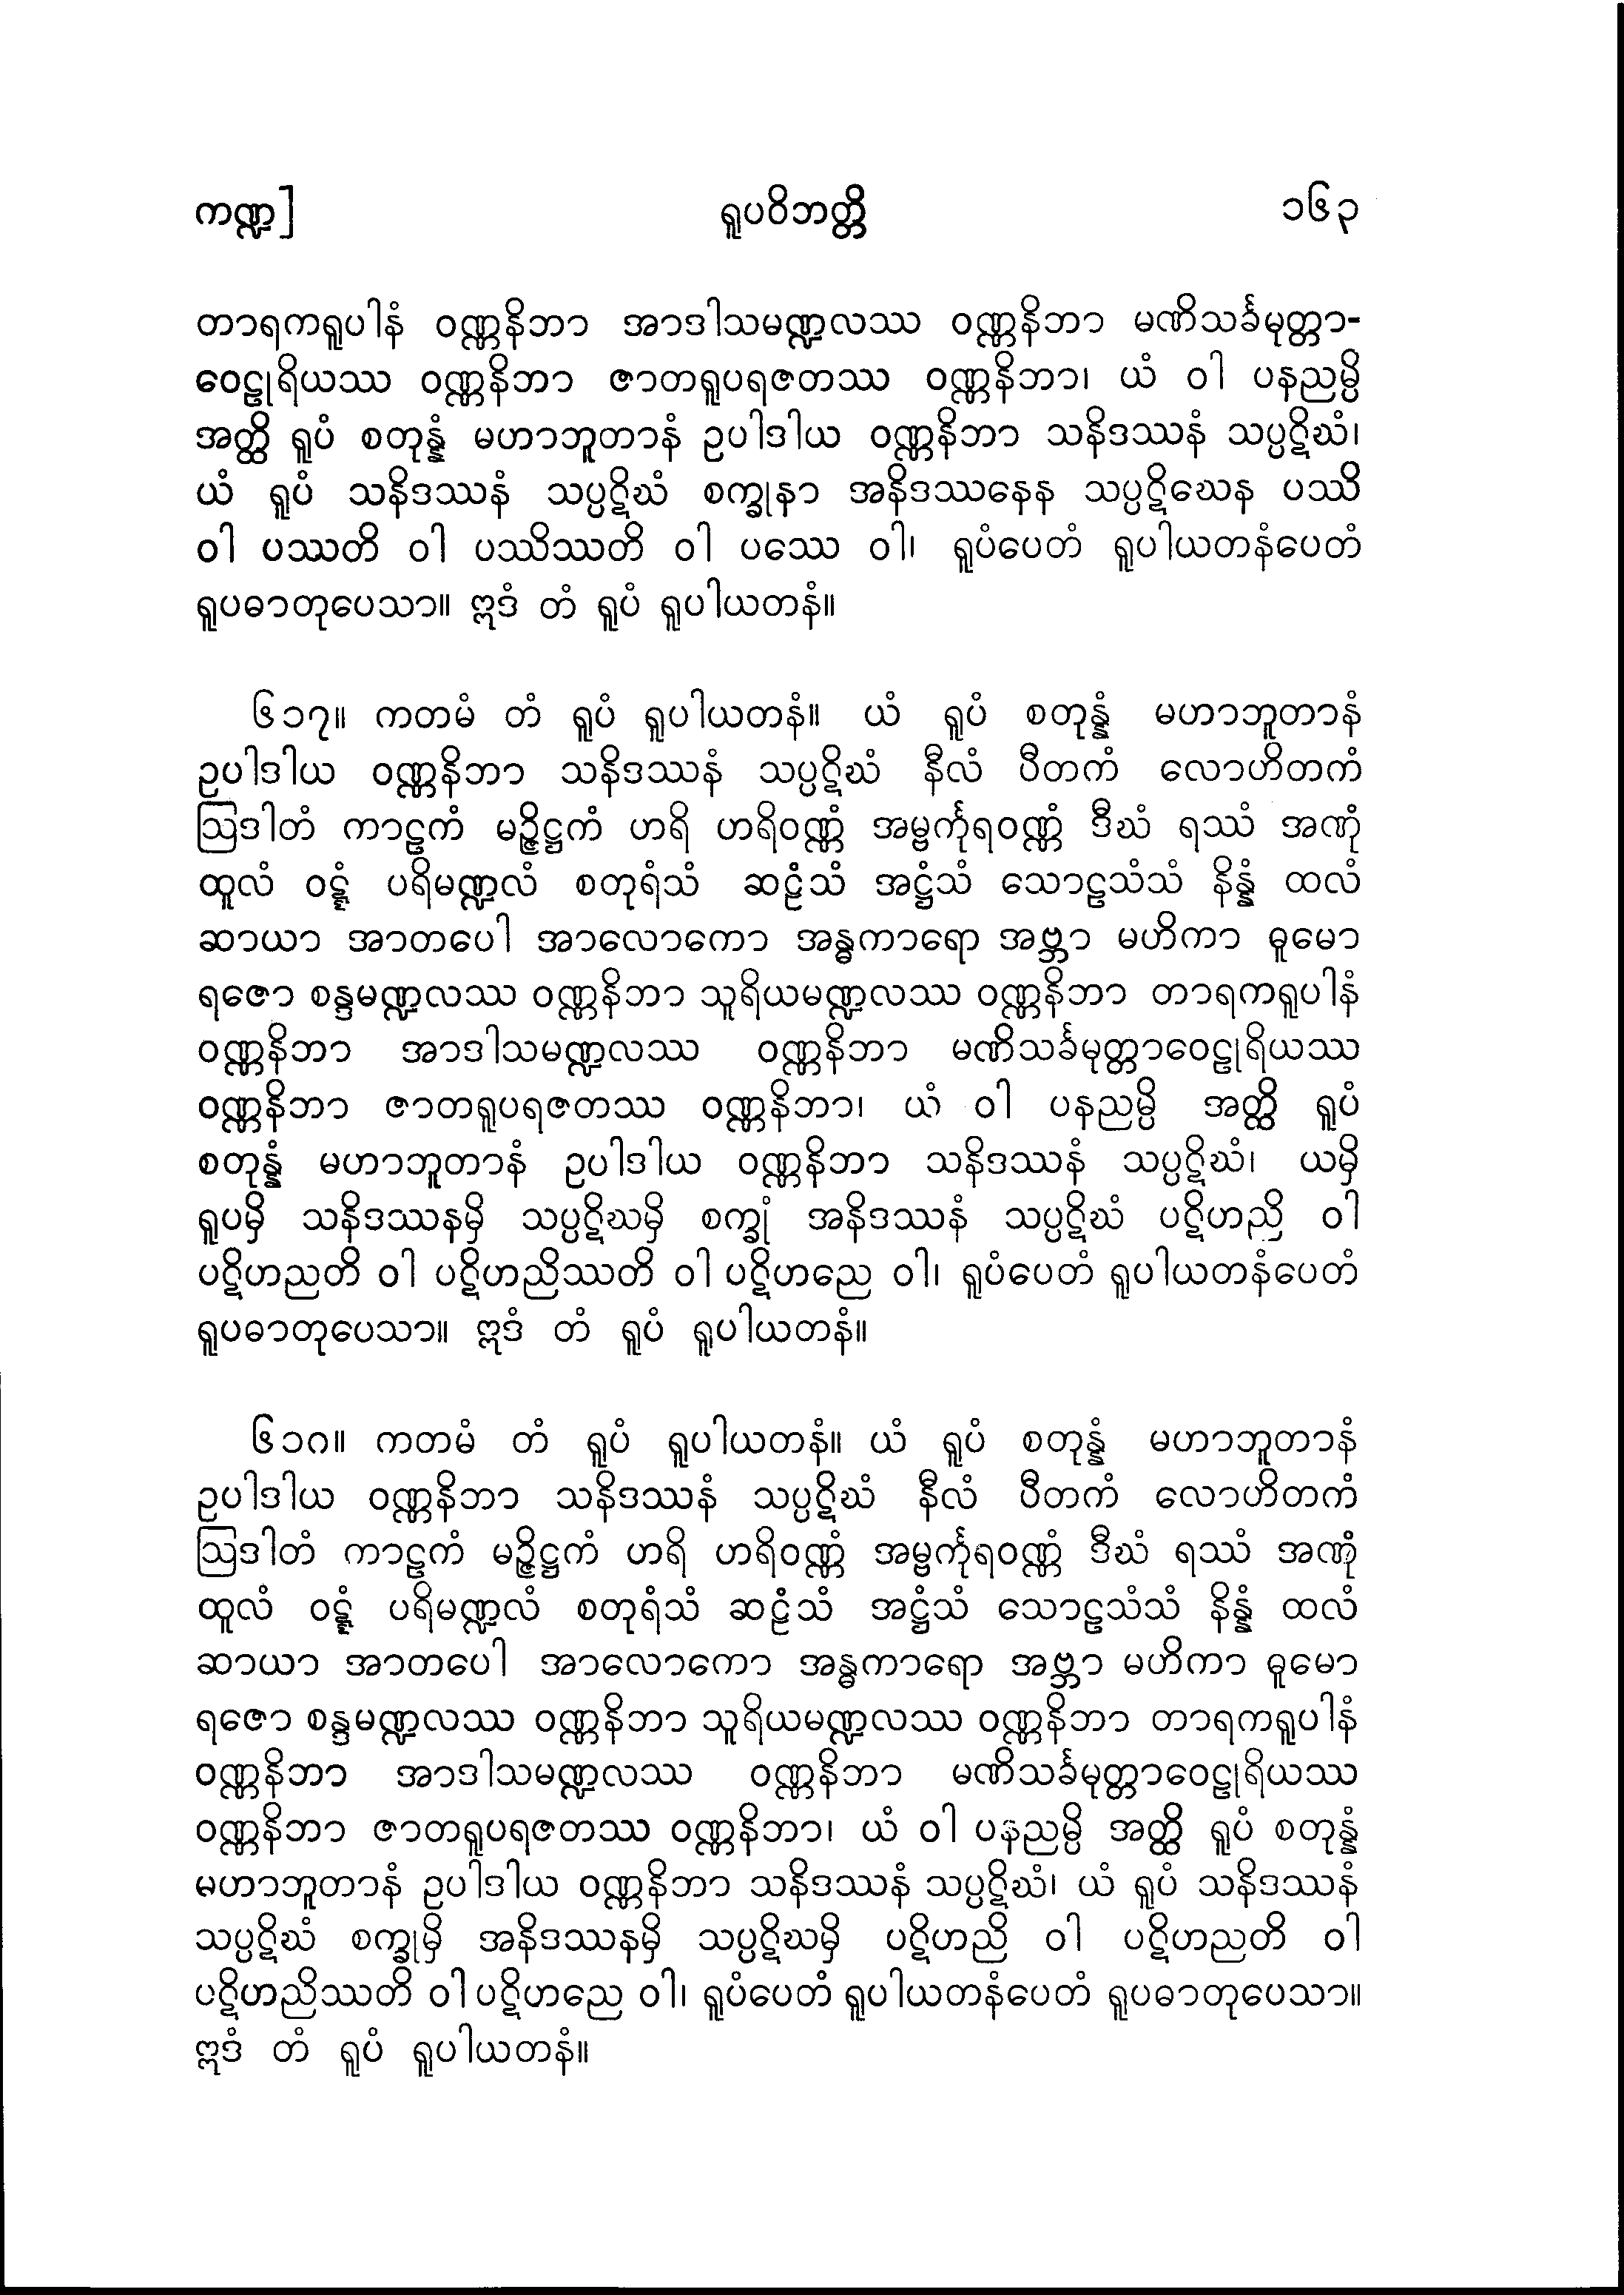 ကဏ္ဍ] ရူပဝိဘတ္တိ ၁၆၃
တာရကရူပါနံ ဝဏ္ဏနိဘာ အာဒါသမဏ္ဍလဿ ဝဏ္ဏနိဘာ မဏိသင်္ခမုတ္တာ-
ဝေဠုရိယဿ ဝဏ္ဏနိဘာ ဇာတရူပရဇတဿ ဝဏ္ဏနိဘာ၊ ယံ ဝါ ပနညမ္ပိ
အတ္ထိ ရူပံ စတုန္နံ မဟာဘူတာနံ ဥပါဒါယ ဝဏ္ဏနိဘာ သနိဒဿနံ သပ္ပဋိဃံ၊
ယံ ရူပံ သနိဒဿနံ သပ္ပဋိဃံ စက္ခုနာ အနိဒဿနေန သပ္ပဋိဃေန ပဿိ
ဝါ ပဿတိ ဝါ ပဿိဿတိ ဝါ ပဿေ ဝါ၊ ရူပံပေတံ ရူပါယတနံပေတံ
ရူပဓာတုပေသာ။ ဣဒံ တံ ရူပံ ရူပါယတနံ။
၆၁၇။ ကတမံ တံ ရူပံ ရူပါယတနံ။ ယံ ရူပံ စတုန္နံ မဟာဘူတာနံ
ဥပါဒါယ ဝဏ္ဏနိဘာ သနိဒဿနံ သပ္ပဋိဃံ နီလံ ပီတကံ လောဟိတကံ
ဩဒါတံ ကာဠကံ မဉ္ဇိဋ္ဌကံ ဟရိ ဟရိဝဏ္ဏံ အမ္ဗင်္ကုရဝဏ္ဏံ ဒီဃံ ရဿံ အဏုံ
ထူလံ ဝဋ္ဋံ ပရိမဏ္ဍလံ စတုရံသံ ဆဠံသံ အဋ္ဌံသံ သောဠသံသံ နိန္နံ ထလံ
ဆာယာ အာတပေါ အာလောကော အန္ဓကာရော အဗ္ဘာ မဟိကာ ဓူမော
ရဇော စန္ဒမဏ္ဍလဿ ဝဏ္ဏနိဘာ သူရိယမဏ္ဍလဿ ဝဏ္ဏနိဘာ တာရကရူပါနံ
ဝဏ္ဏနိဘာ အာဒါသမဏ္ဍလဿ ဝဏ္ဏနိဘာ မဏိသင်္ခမုတ္တာဝေဠုရိယဿ
ဝဏ္ဏနိဘာ ဇာတရူပရဇတဿ ဝဏ္ဏနိဘာ၊ ယံ ဝါ ပနညမ္ပိ အတ္ထိ ရူပံ
စတုန္နံ မဟာဘူတာနံ ဥပါဒါယ ဝဏ္ဏနိဘာ သနိဒဿနံ သပ္ပဋိဃံ၊ ယမှိ
ရူပမှိ သနိဒဿနမှိ သပ္ပဋိဃမှိ စက္ခုံ အနိဒဿနံ သပ္ပဋိဃံ ပဋိဟညိ ဝါ
ပဋိဟညတိ ဝါ ပဋိဟညိဿတိ ဝါ ပဋိဟညေ ဝါ၊ ရူပံပေတံ ရူပါယတနံပေတံ
ရူပဓာတုပေသာ။ ဣဒံ တံ ရူပံ ရူပါယတနံ။
၆၁၈။ ကတမံ တံ ရူပံ ရူပါယတနံ။ ယံ ရူပံ စတုန္နံ မဟာဘူတာနံ
ဥပါဒါယ ဝဏ္ဏနိဘာ သနိဒဿနံ သပ္ပဋိဃံ နီလံ ပီတကံ လောဟိတကံ
ဩဒါတံ ကာဠကံ မဉ္ဇိဋ္ဌကံ ဟရိ ဟရိဝဏ္ဏံ အမ္ဗင်္ကုရဝဏ္ဏံ ဒီဃံ ရဿံ အဏုံ
ထူလံ ဝဋ္ဋံ ပရိမဏ္ဍလံ စတုရံသံ ဆဠံသံ အဋ္ဌံသံ သောဠသံသံ နိန္နံ ထလံ
ဆာယာ အာတပေါ အာလောကော အန္ဓကာရော အဗ္ဘာ မဟိကာ ဓူမော
ရဇော စန္ဒမဏ္ဍလဿ ဝဏ္ဏနိဘာ သူရိယမဏ္ဍလဿ ဝဏ္ဏနိဘာ တာရကရူပါနံ
ဝဏ္ဏနိဘာ အာဒါသမဏ္ဍလဿ ဝဏ္ဏနိဘာ မဏိသင်္ခမုတ္တာဝေဠုရိယဿ
ဝဏ္ဏနိဘာ ဇာတရူပရဇတဿ ဝဏ္ဏနိဘာ၊ ယံ ဝါ ပနညမ္ပိ အတ္ထိ ရူပံ စတုန္နံ
မဟာဘူတာနံ ဥပါဒါယ ဝဏ္ဏနိဘာ သနိဒဿနံ သပ္ပဋိဃံ၊ ယံ ရူပံ သနိဒဿနံ
သပ္ပဋိဃံ စက္ခုမှိ အနိဒဿနမှိ သပ္ပဋိဃမှိ ပဋိဟညိ ဝါ ပဋိဟညတိ ဝါ
ပဋိဟညိဿတိ ဝါ ပဋိဟညေ ဝါ၊ ရူပံပေတံ ရူပါယတနံပေတံ ရူပဓာတုပေသာ။
ဣဒံ တံ ရူပံ ရူပါယတနံ။